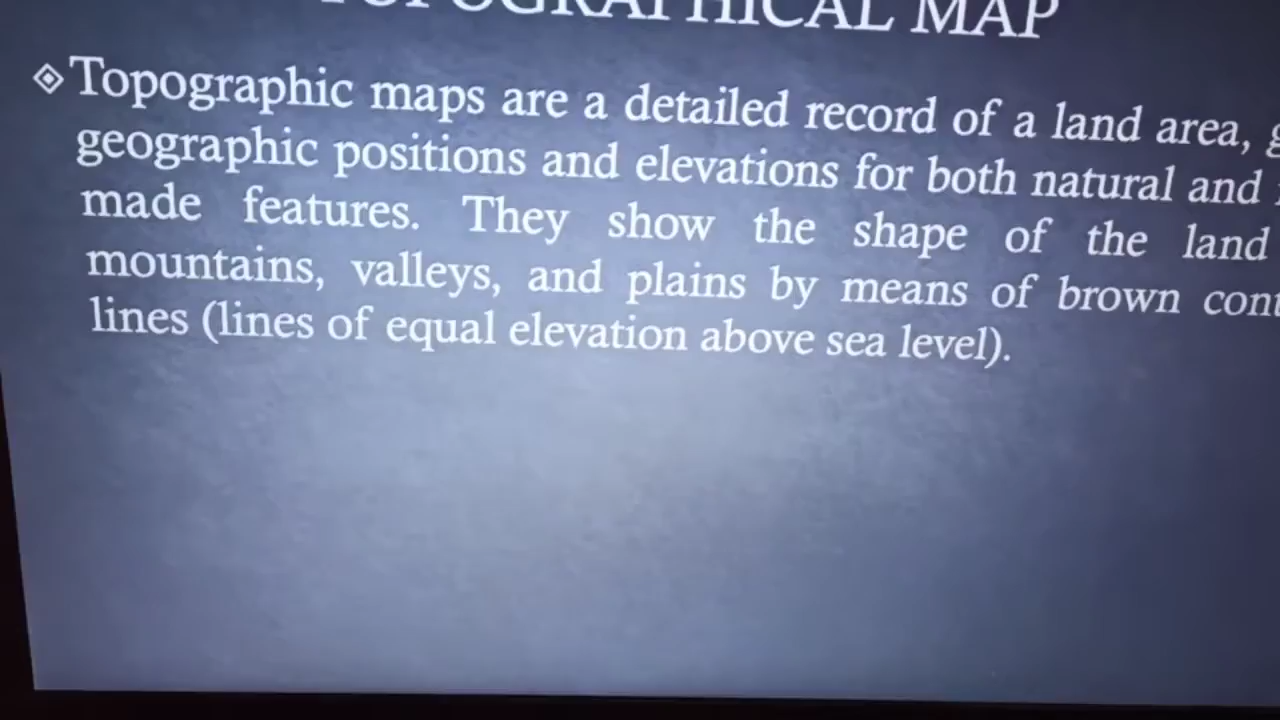 TOPOGRAPHICAL MAP
Topographic maps are a detailed record of a land area,
geographic positions and elevations for both natural and
made features. They show the shape of the land
mountains, valleys, and plains by means of brown
lines (lines of equal elevation above sea level).